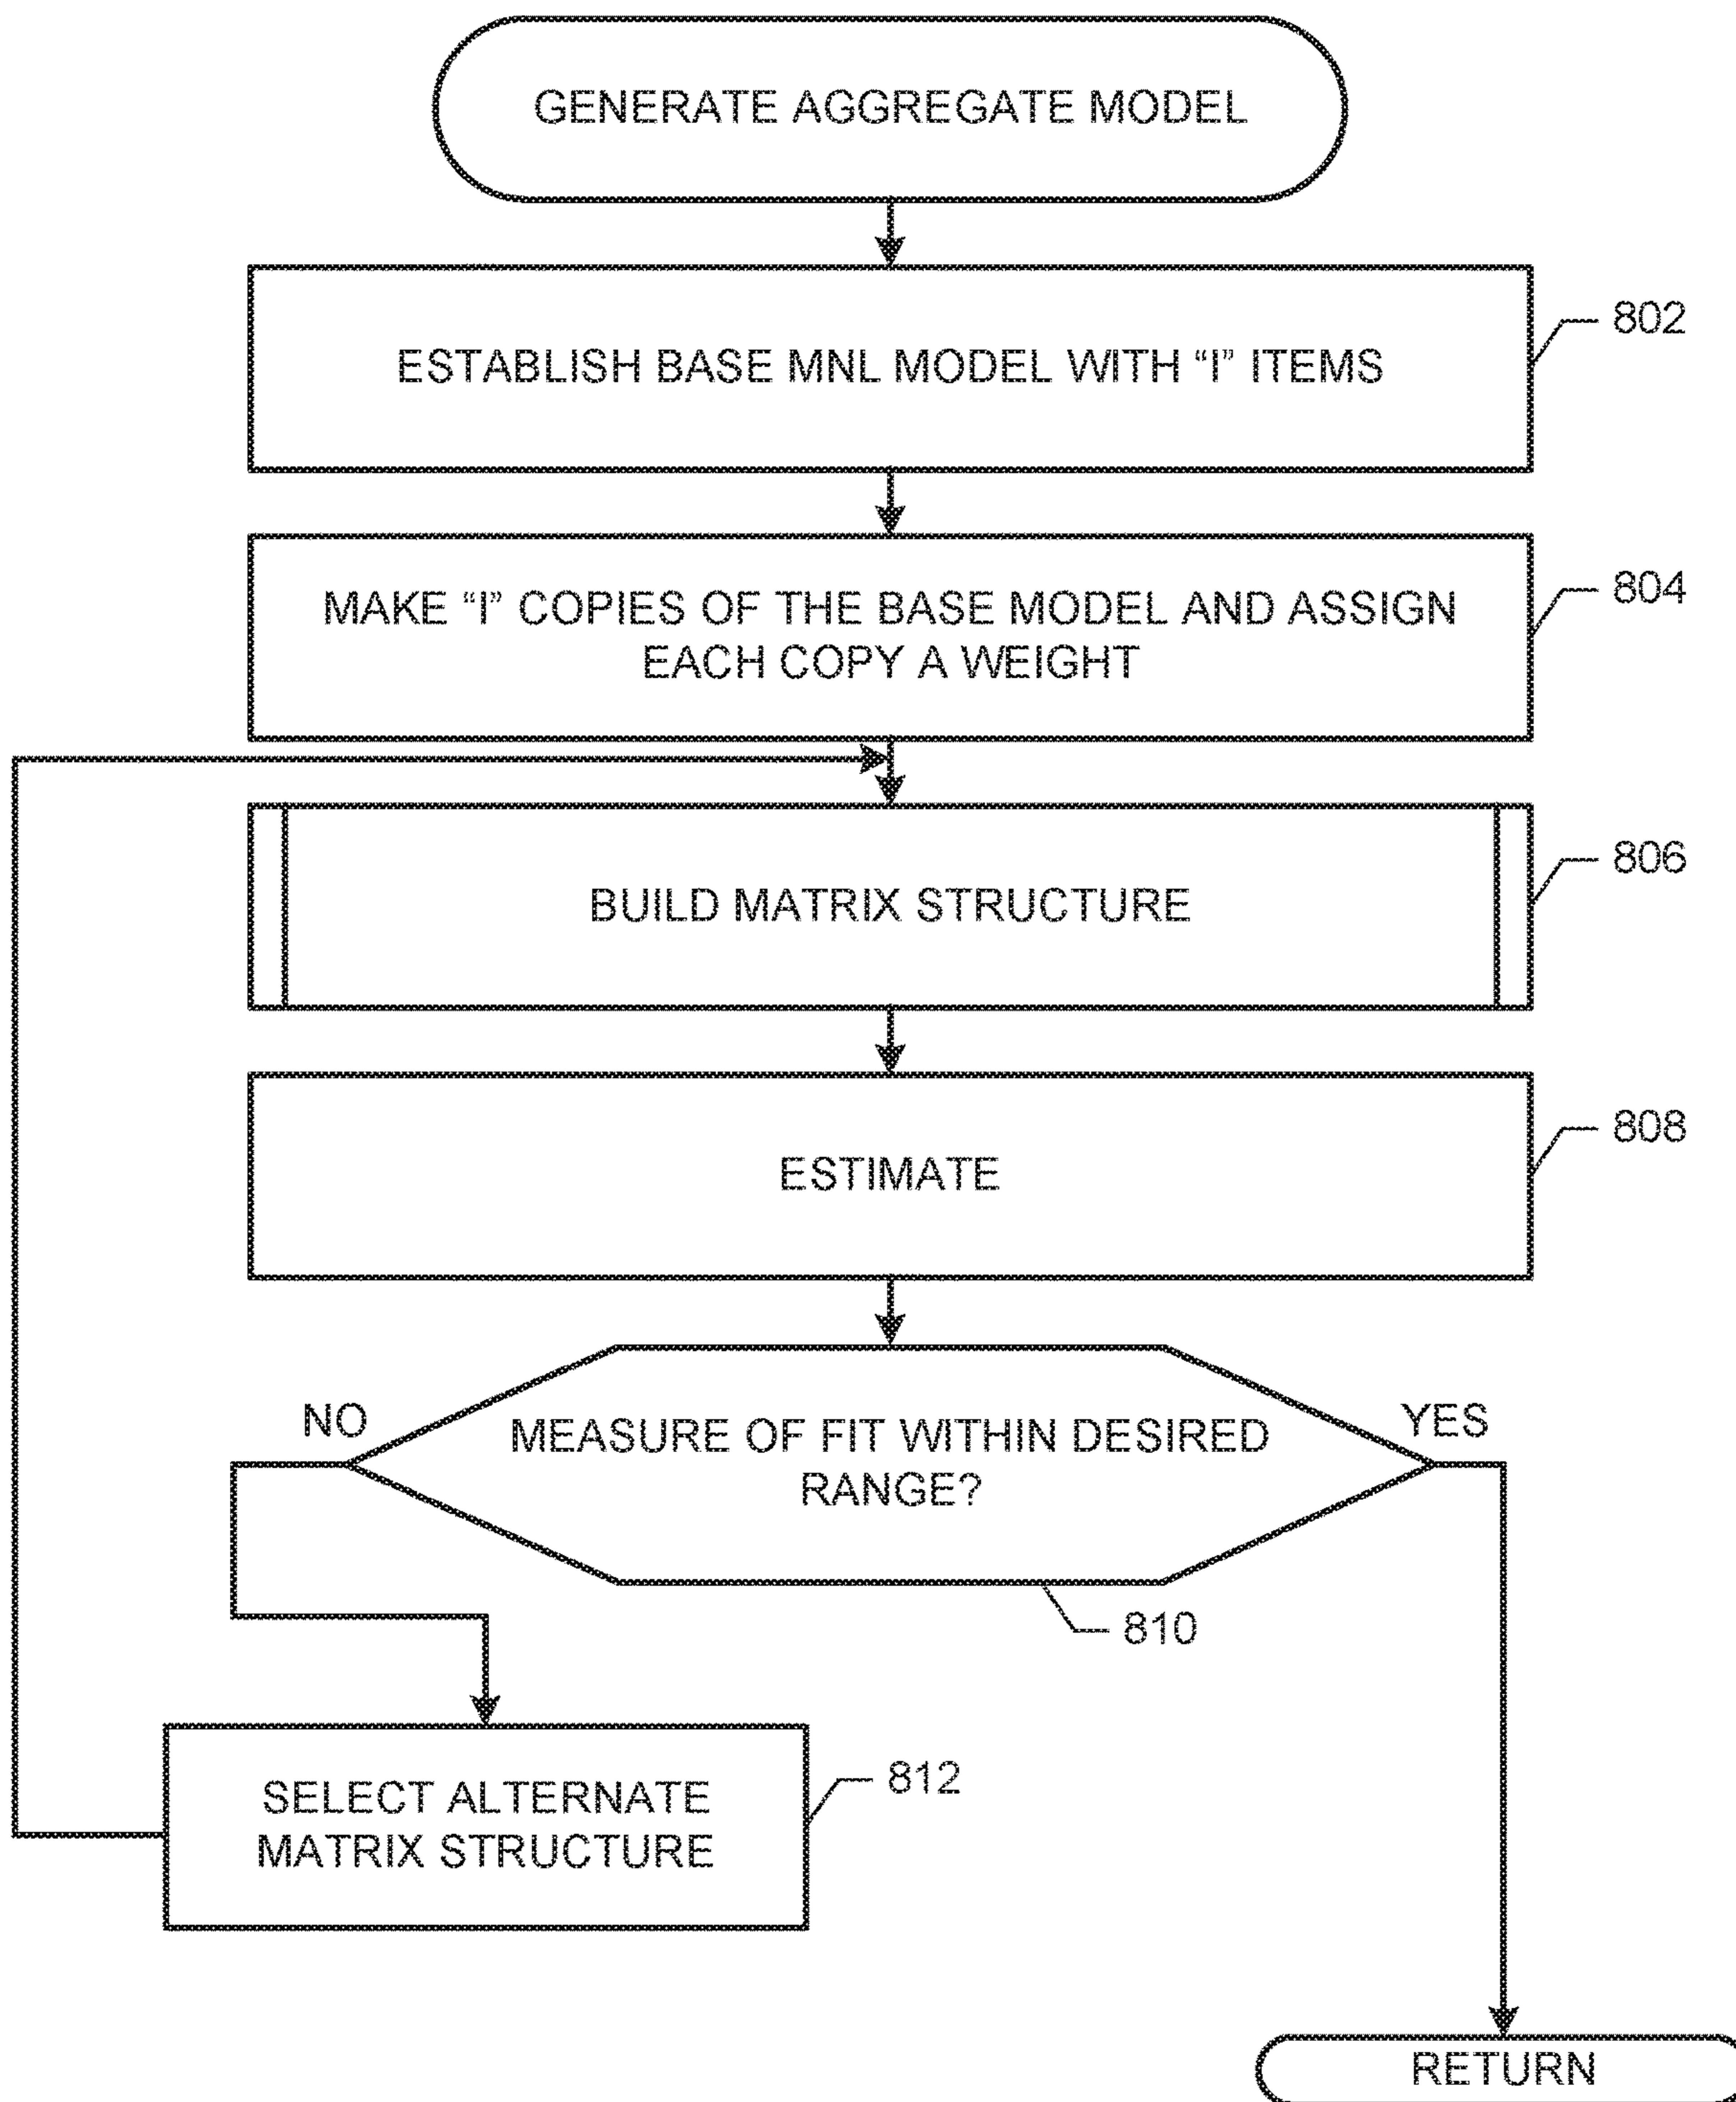 GENERATE AGGREGATE MODEL
ESTABLISH BASE MNL MODEL WITH “I” ITEMS
802
MAKE “I” COPIES OF THE BASE MODEL AND ASSIGN
EACH COPY A WEIGHT
804
BUILD MATRIX STRUCTURE
806
ESTIMATE
808
NO
MEASURE OF FIT WITHIN DESIRED
RANGE?
YES
810
SELECT ALTERNATE
MATRIX STRUCTURE
812
RETURN